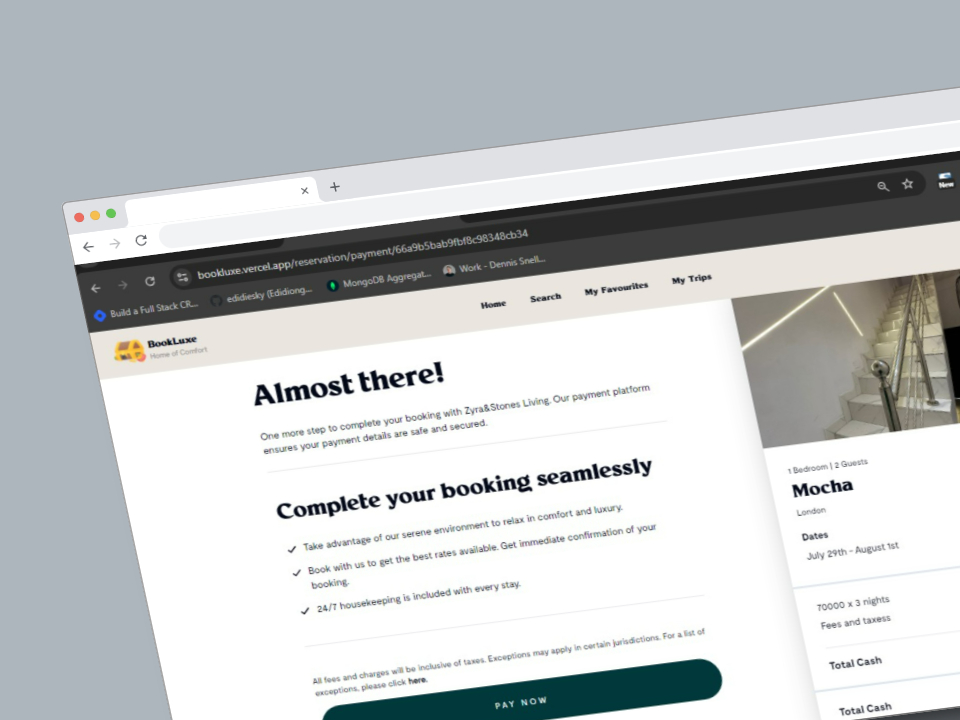 New
bookluxe.vercel.app/reservation/payment/66a9b5bab9fbf8c98348cb34
Build a Full Stack CR...
edidiesky (Edidiong...
MongoDB Aggregat...
Work - Dennis Snell...
BookLuxe
Home of Comfort
Home
Search
My Favourites
My Trips
Almost there!
One more step to complete your booking with Zyra&Stones Living. Our payment platform
ensures your payment details are safe and secured.
Complete your booking seamlessly
Take advantage of our serene environment to relax in comfort and luxury.
Book with us to get the best rates available. Get immediate confirmation of your
booking.
24/7 housekeeping is included with every stay.
All fees and charges will be inclusive of taxes. Exceptions may apply in certain jurisdictions. For a list of
exceptions, please click here.
PAY NOW
1 Bedroom | 2 Guests
Mocha
London
Dates
July 29th - August 1st
70000 x 3 nights
Fees and taxess
Total Cash
Total Cash